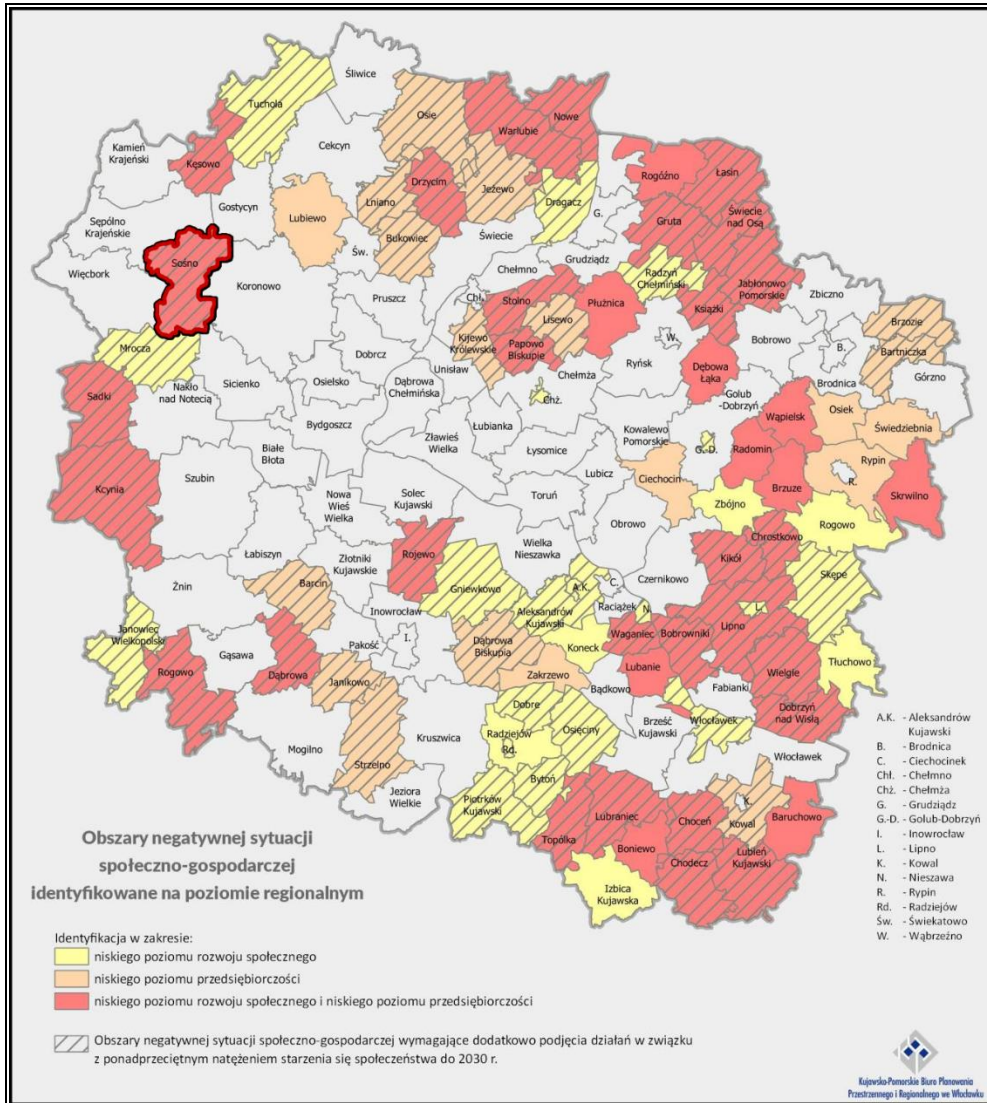 Śliwice
Tuchola
Osie
Warlubie
Nowe
Kamień
Krajeński
Kęsowo
Cekcyn
Rogóźno
Łasin
Drzycim
Jeżewo
Lniano
Dragacz
G.
Gostycyn
Lubiewo
Świecie
nad Osą
Gruta
Sępólno
Krajeńskie
Bukowiec
Świecie
Św.
Grudziądz
Sośno
Więcbork
Koronowo
Chełmno
Radzyń
Chełmiński
Jabłonowo
Pomorskie
Zbiczno
Pruszcz
Chł.
Stolno
Płużnica
Książki
Brzozie
Lisewo
W.
Bobrowo
B.
Bartniczka
Mrocza
Kijewo
Królewskie
Papowo
Biskupie
Ryńsk
Dobrcz
Unisław
Dębowa
Łąka
Górzno
Sadki
Nakło
nad Notecią
Sicienko
Osielsko
Dąbrowa
Chełmińska
Chełmża
Chż.
Golub
-Dobrzyń
Brodnica
Wąpielsk
Osiek
Świedziebnia
Bydgoszcz
Łubianka
Kowalewo
Pomorskie
G.-D.
Radomin
Białe
Błota
Zławieś
Wielka
Łysomice
Rypin
R.
Kcynia
Szubin
Lubicz
Ciechocin
Brzuze
Skrwilno
Nowa
Wieś
Wielka
Solec
Kujawski
Toruń
Zbójno
Rogowo
Obrowo
Łabiszyn
Rojewo
Wielka
Nieszawka
Chrostkowo
Złotniki
Kujawskie
Kikół
Czernikowo
Skępe
Żnin
Barcin
Gniewkowo
A.K.
C.
Raciążek
N.
Aleksandrów
Kujawski
Inowrocław
L.
Lipno
Janowiec
Wielkopolski
Pakość
I.
Dąbrowa
Biskupia
Waganiec
Bobrowniki
Koneck
Tłuchowo
Gąsawa
Rogowo
Dąbrowa
Lubanie
Wielgie
Janikowo
Zakrzewo
Bądkowo
Fabianki
Dobrzyń
nad Wisłą
Dobre
Włocławek
Mogilno
Kruszwica
Radziejów
Rd.
Osięciny
Brześć
Kujawski
Włocławek
Strzelno
Jeziora
Wielkie
Bytoń
Piotrków
Kujawski
K.
Kowal
Lubraniec
Choceń
Baruchowo
Topólka
Boniewo
Lubień
Kujawski
Chodecz
Izbica
Kujawska
A.K. - Aleksandrów
Kujawski
B. - Brodnica
C. - Ciechocinek
Chł. - Chełmno
Chż. - Chełmża
G. - Grudziądz
G.-D. - Golub-Dobrzyń
I. - Inowrocław
L. - Lipno
K. - Kowal
N. - Nieszawa
R. - Rypin
Rd. - Radziejów
Św. - Świekatowo
W. - Wąbrzeźno
Obszary negatywnej sytuacji
społeczno-gospodarczej
identyfikowane na poziomie regionalnym
Identyfikacja w zakresie:
niskiego poziomu rozwoju społecznego
niskiego poziomu przedsiębiorczości
niskiego poziomu rozwoju społecznego i niskiego poziomu przedsiębiorczości
Obszary negatywnej sytuacji społeczno-gospodarczej wymagające dodatkowo podjęcia działań w związku
z ponadprzeciętnym natężeniem starzenia się społeczeństwa do 2030 r.
Kujawsko-Pomorskie Biuro Planowania
Przestrzennego i Regionalnego we Włocławku